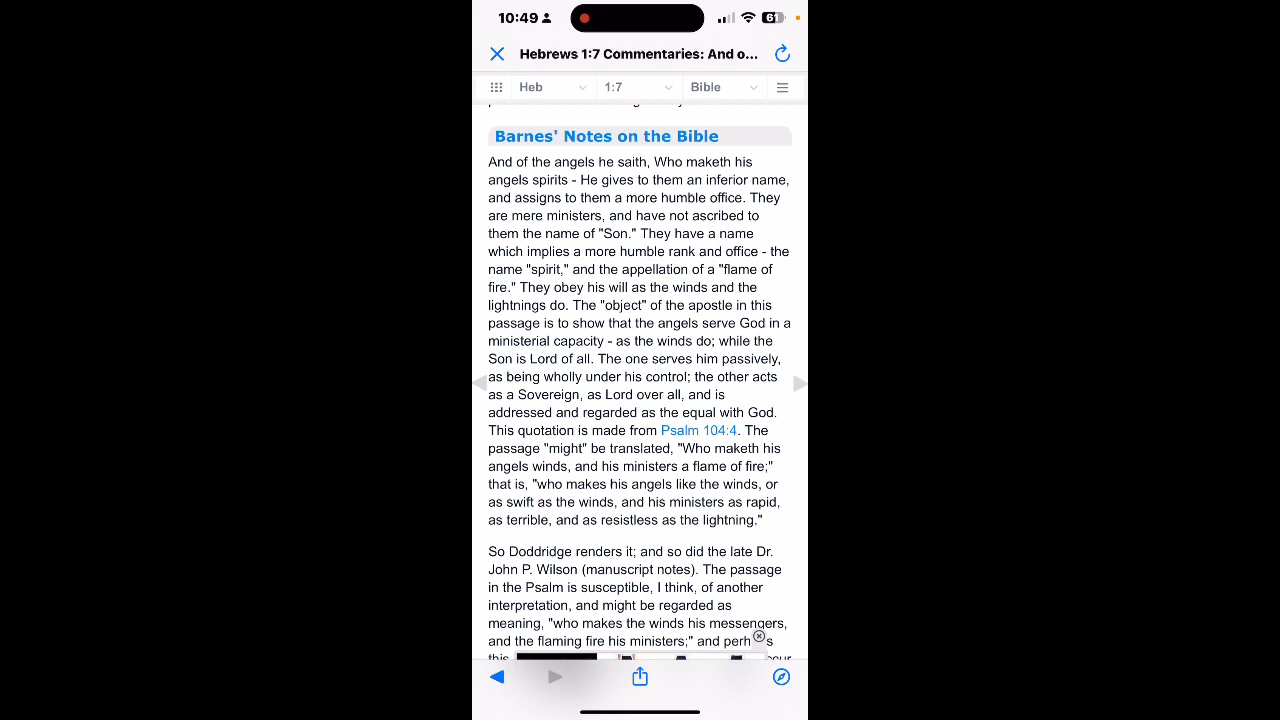 10:49
61
Hebrews 1:7 Commentaries: And o...
Heb
1:7
Bible
Barnes' Notes on the Bible
And of the angels he saith, Who maketh his
angels spirits - He gives to them an inferior name,
and assigns to them a more humble office. They
are mere ministers, and have not ascribed to
them the name of "Son." They have a name
which implies a more humble rank and office - the
name "spirit," and the appellation of a "flame of
fire." They obey his will as the winds and the
lightnings do. The "object" of the apostle in this
passage is to show that the angels serve God in a
ministerial capacity - as the winds do; while the
Son is Lord of all. The one serves him passively,
as being wholly under his control; the other acts
as a Sovereign, as Lord over all, and is
addressed and regarded as the equal with God.
This quotation is made from Psalm 104:4. The
passage "might" be translated, "Who maketh his
angels winds, and his ministers a flame of fire;"
that is, "who makes his angels like the winds, or
as swift as the winds, and his ministers as rapid,
as terrible, and as resistless as the lightning."
So Doddridge renders it; and so did the late Dr.
John P. Wilson (manuscript notes). The passage
in the Psalm is susceptible, I think, of another
interpretation, and might be regarded as
meaning, "who makes the winds his messengers,
and the flaming fire his ministers;" and
this